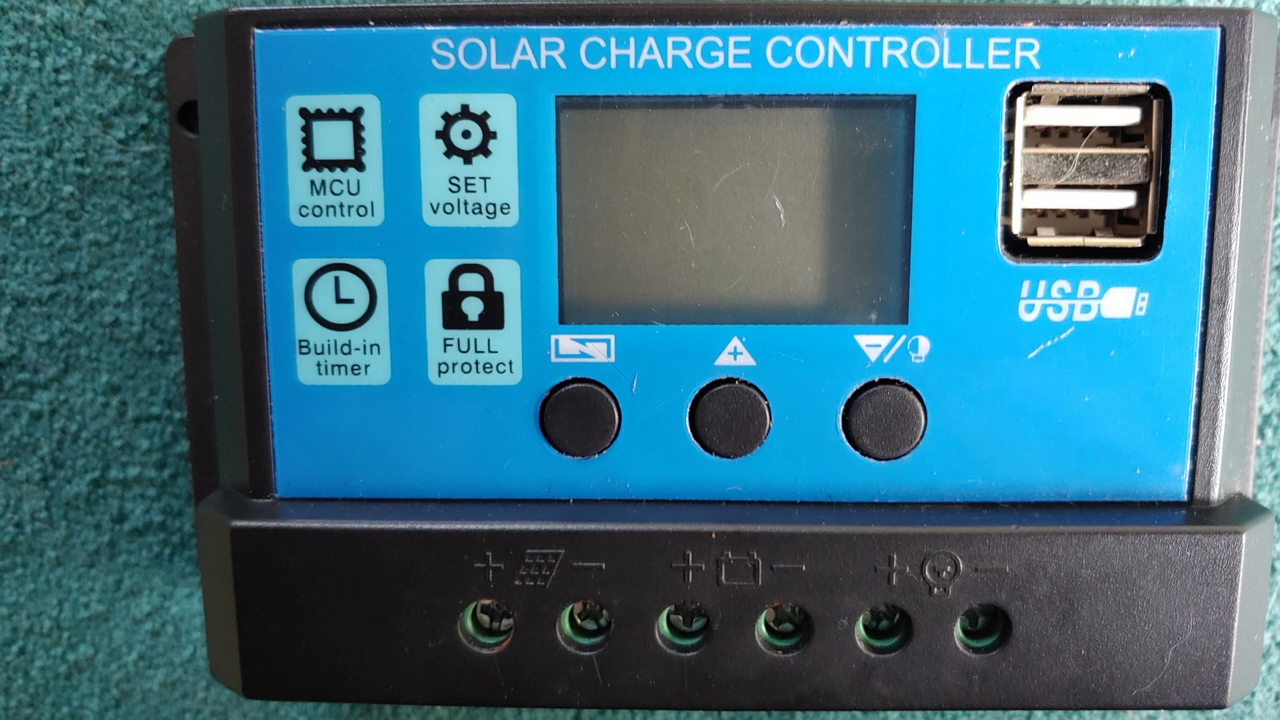 SOLAR CHARGE CONTROLLER
MCU
control
SET
voltage
Build-in
timer
FULL
protect
USB
+ -
+ -
+ -